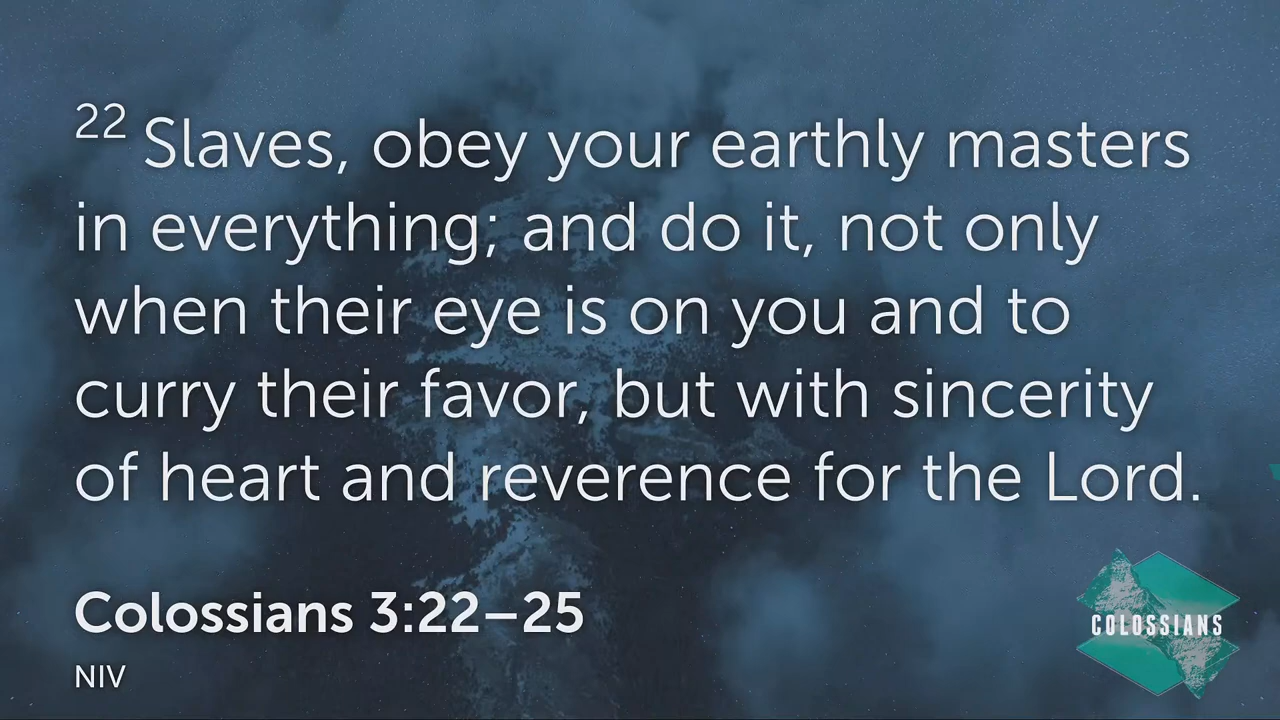 22 Slaves, obey your earthly masters
in everything; and do it, not only
when their eye is on you and to
curry their favor, but with sincerity
of heart and reverence for the Lord.
Colossians 3:22–25
NIV
COLOSSIANS